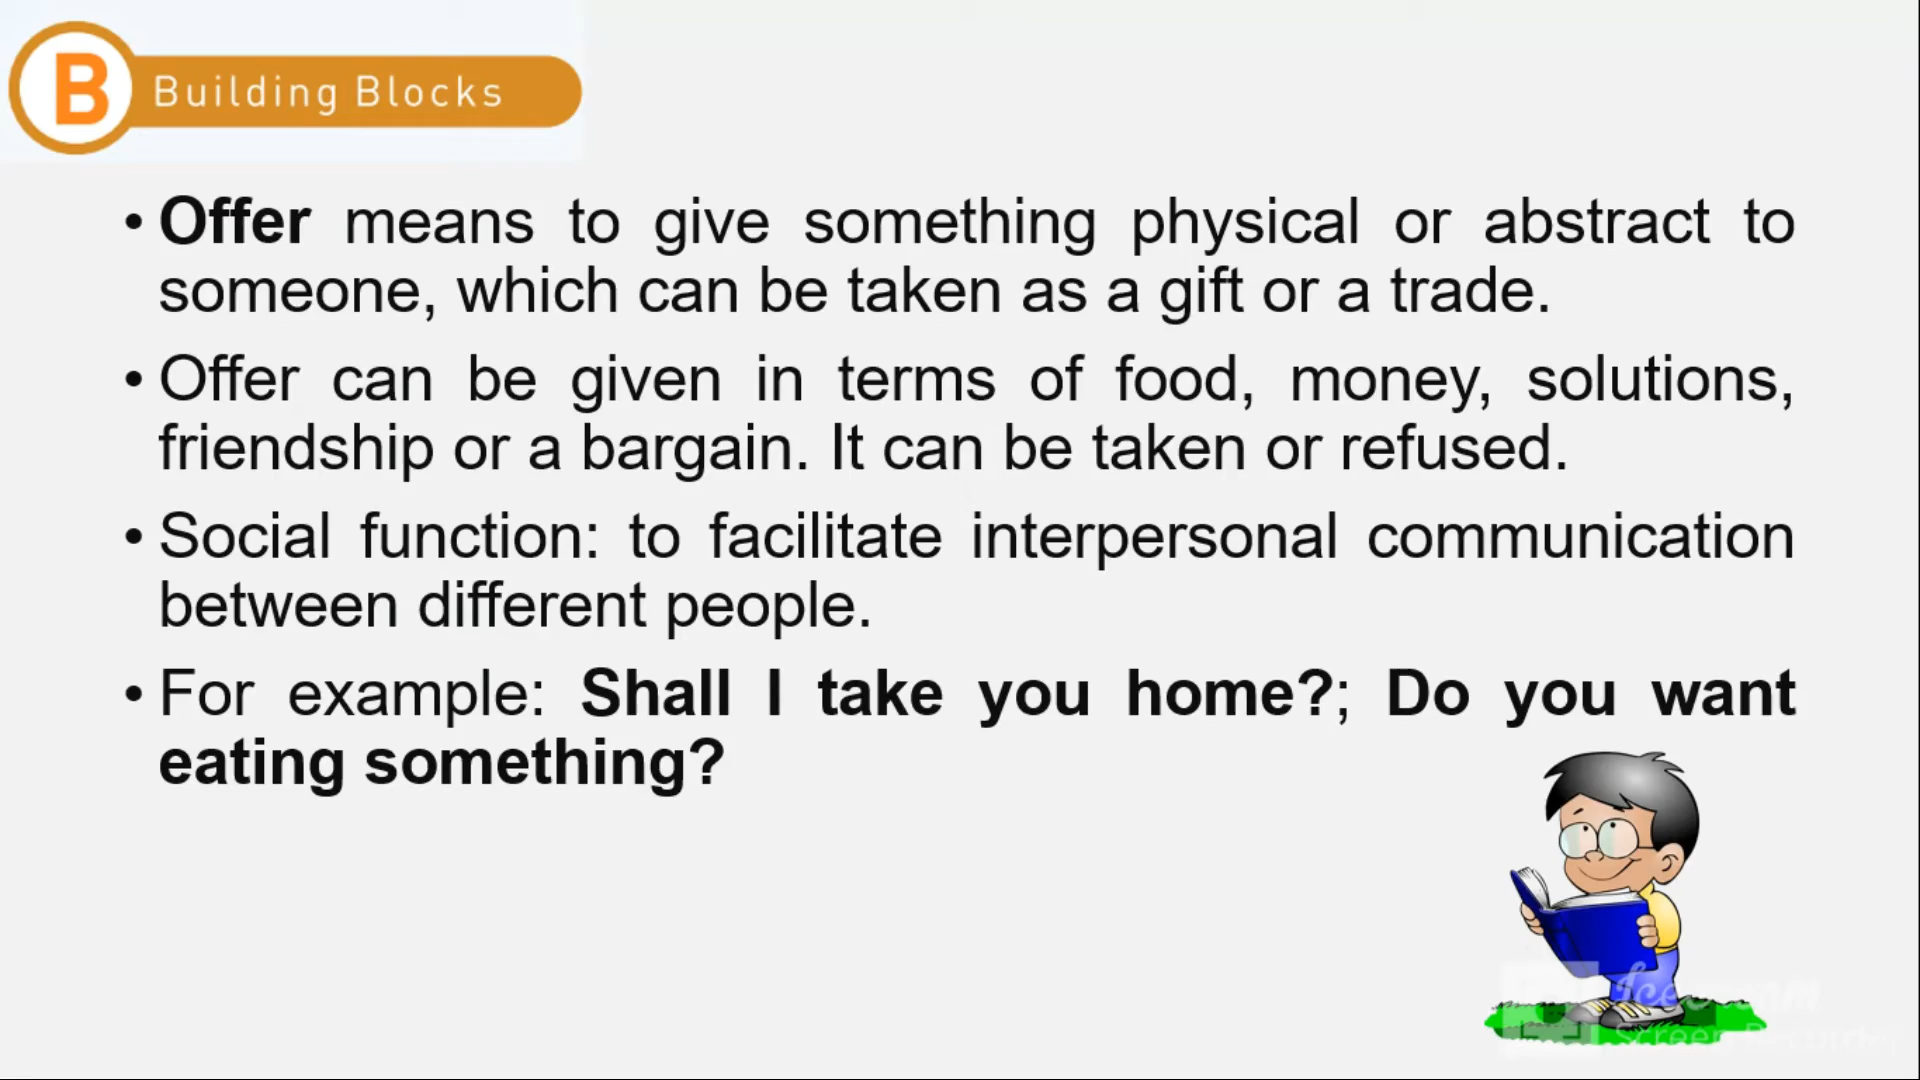 B
Building Blocks
• Offer means to give something physical or abstract to
someone, which can be taken as a gift or a trade.
• Offer can be given in terms of food, money, solutions,
friendship or a bargain. It can be taken or refused.
• Social function: to facilitate interpersonal communication
between different people.
• For example: Shall I take you home?; Do you want
eating something?
Screen Recorder